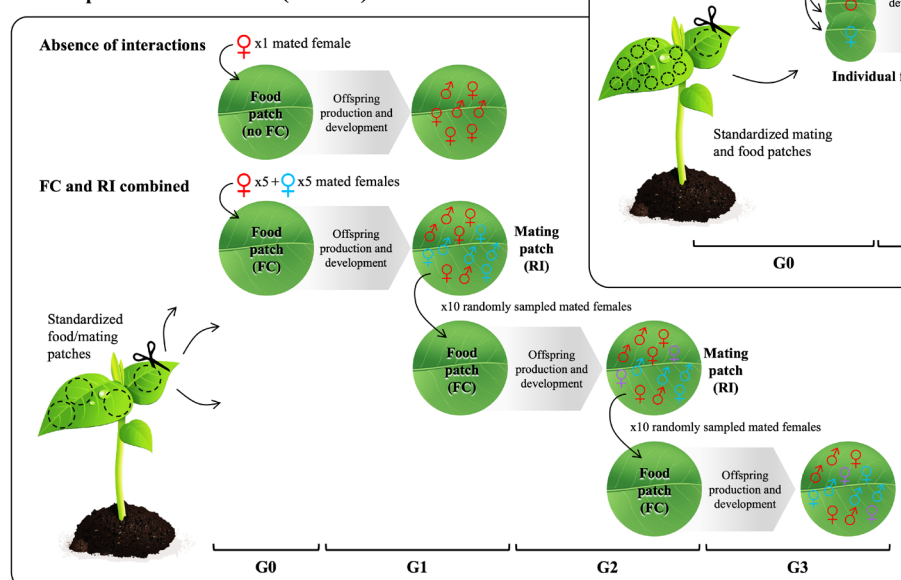 Absence of interactions
x1 mated female
Food
patch
(no FC)
Offspring
production and
development
FC and RI combined
x5 + x5 mated females
Food
patch
(FC)
Offspring
production and
development
Mating
patch
(RI)
x10 randomly sampled mated females
Standardized
food/mating
patches
Food
patch
(FC)
Offspring
production and
development
Mating
patch
(RI)
x10 randomly sampled mated females
Food
patch
(FC)
Offspring
production and
development
G0
G1
G2
G3
Individual
Standardized mating
and food patches
G0